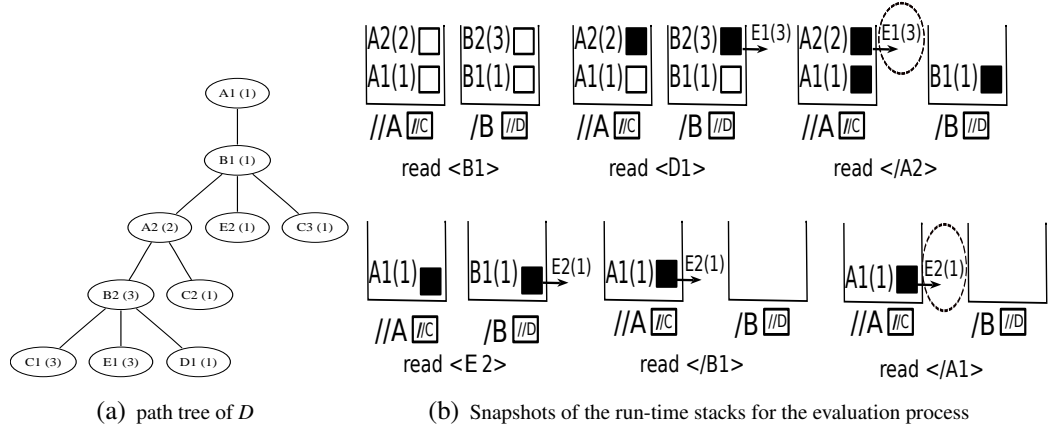 A1 (1)
B1 (1)
A2 (2)
E2 (1)
C3 (1)
B2 (3)
C2 (1)
C1 (3)
E1 (3)
D1 (1)
(a) path tree of D
A2(2) B2(3) A2(2) B2(3) E1(3) A2(2) E1(3)
A1(1) B1(1) A1(1) B1(1) A1(1) B1(1)
//A //C /B //D //A //C /B //D //A //C /B //D
read <B1> read <D1> read </A2>
A1(1) B1(1) E2(1) A1(1) E2(1) A1(1) E2(1)
//A //C /B //D //A //C /B //D //A //C /B //D
read <E 2> read </B1> read </A1>
(b) Snapshots of the run-time stacks for the evaluation process